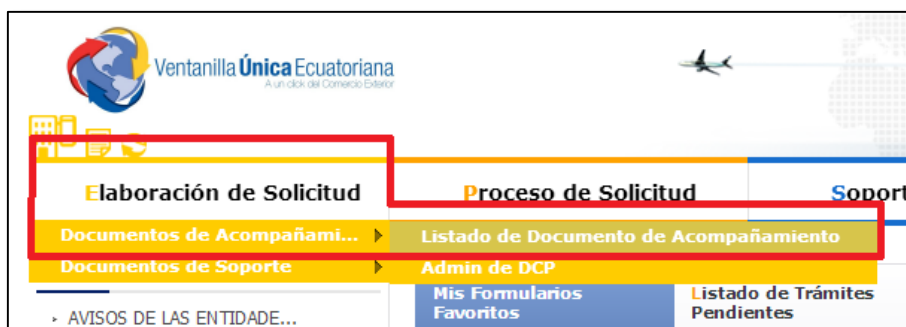 Ventanilla Única Ecuatoriana
A un click del Comercio Exterior
Elaboración de Solicitud
Proceso de Solicitud
Soport
Documentos de Acompañami...
Listado de Documento de Acompañamiento
Documentos de Soporte
Admin de DCP
Mis Formularios
Favoritos
Listado de Trámites
Pendientes
AVISOS DE LAS ENTIDADE...